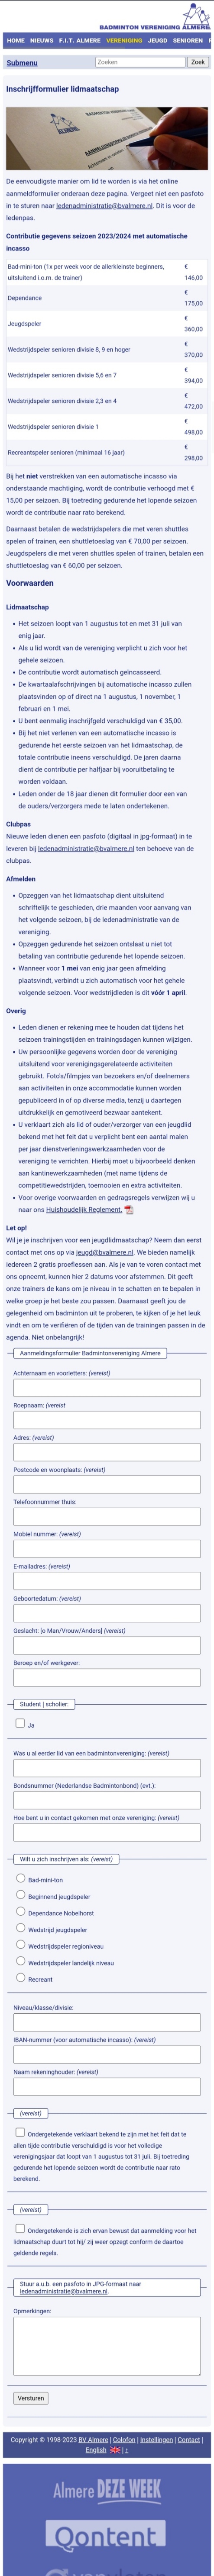 BADMINTON VERENIGING ALMERE
HOME NIEUWS F.I.T. ALMERE VERENIGING JEUGD SENIOREN
Submenu
Zoeken
Zoek
Inschrijfformulier lidmaatschap
De eenvoudigste manier om lid te worden is via het online
aanmeldformulier onderaan deze pagina. Vergeet niet een pasfoto
in te sturen naar ledenadministratie@bvalmere.nl. Dit is voor de
ledenpas.
Contributie gegevens seizoen 2023/2024 met automatische
incasso
Bad-mini-ton (1x per week voor de allerkleinste beginners,
uitsluitend i.o.m. de trainer)
€
146,00
Dependance
€
175,00
Jeugdspeler
€
360,00
Wedstrijdspeler senioren divisie 8, 9 en hoger
€
370,00
Wedstrijdspeler senioren divisie 5,6 en 7
€
394,00
Wedstrijdspeler senioren divisie 2,3 en 4
€
472,00
Wedstrijdspeler senioren divisie 1
€
498,00
Recreantspeler senioren (minimaal 16 jaar)
€
298,00
Bij het niet verstrekken van een automatische incasso via
onderstaande machtiging, wordt de contributie verhoogd met €
15,00 per seizoen. Bij toetreding gedurende het lopende seizoen
wordt de contributie naar rato berekend.
Daarnaast betalen de wedstrijdspelers die met veren shuttles
spelen of trainen, een shuttletoeslag van € 70,00 per seizoen.
Jeugdspelers die met veren shuttles spelen of trainen, betalen een
shuttletoeslag van € 60,00 per seizoen.
Voorwaarden
Lidmaatschap
• Het seizoen loopt van 1 augustus tot en met 31 juli van
enig jaar.
• Als u lid wordt van de vereniging verplicht u zich voor het
gehele seizoen.
• De contributie wordt automatisch geïncasseerd.
• De kwartaalafschrijvingen bij automatische incasso zullen
plaatsvinden op of direct na 1 augustus, 1 november, 1
februari en 1 mei.
• U bent eenmalig inschrijfgeld verschuldigd van € 35,00.
• Bij het niet verlenen van een automatische incasso is
gedurende het eerste seizoen van het lidmaatschap, de
totale contributie ineens verschuldigd. De jaren daarna
dient de contributie per halfjaar bij vooruitbetaling te
worden voldaan.
• Leden onder de 18 jaar dienen dit formulier door een van
de ouders/verzorgers mede te laten ondertekenen.
Clubpas
Nieuwe leden dienen een pasfoto (digitaal in jpg-formaat) in te
leveren bij ledenadministratie@bvalmere.nl ten behoeve van de
clubpas.
Afmelden
• Opzeggen van het lidmaatschap dient uitsluitend
schriftelijk te geschieden, drie maanden voor aanvang van
het volgende seizoen, bij de ledenadministratie van de
vereniging.
• Opzeggen gedurende het seizoen ontslaat u niet tot
betaling van contributie gedurende het lopende seizoen.
• Wanneer voor 1 mei van enig jaar geen afmelding
plaatsvindt, verbindt u zich automatisch voor het gehele
volgende seizoen. Voor wedstrijdleden is dit vóór 1 april.
Overig
• Leden dienen er rekening mee te houden dat tijdens het
seizoen trainingstijden en trainingsdagen kunnen wijzigen.
• Uw persoonlijke gegevens worden door de vereniging
uitsluitend voor verenigingsgerelateerde activiteiten
gebruikt. Foto's/filmpjes van bezoekers en/of deelnemers
aan activiteiten in onze accommodatie kunnen worden
gepubliceerd in of op diverse media, tenzij u daartegen
uitdrukkelijk en gemotiveerd bezwaar aantekent.
• U verklaart zich als lid of ouder/verzorger van een jeugdlid
bekend met het feit dat u verplicht bent een aantal malen
per jaar dienstverleningswerkzaamheden voor de
vereniging te verrichten. Hierbij moet u bijvoorbeeld denken
aan kantinewerkzaamheden (met name tijdens de
competitiewedstrijden, toernooien en extra activiteiten.
• Voor overige voorwaarden en gedragsregels verwijzen wij u
naar ons Huishoudelijk Reglement.
Let op!
Wil je je inschrijven voor een jeugdlidmaatschap? Neem dan eerst
contact met ons op via jeugd@bvalmere.nl. We bieden namelijk
iedereen 2 gratis proeflessen aan. Als je van te voren contact met
ons opneemt, kunnen hier 2 datums voor afstemmen. Dit geeft
onze trainers de kans om je niveau in te schatten en te bepalen in
welke groep je het beste zou passen. Daarnaast geeft jou de
gelegenheid om badminton uit te proberen, te kijken of je het leuk
vindt en om te verifiëren of de tijden van de trainingen passen in de
agenda. Niet onbelangrijk!
Aanmeldingsformulier Badmintonvereniging Almere
Achternaam en voorletters: (vereist)
Roepnaam: (vereist
Adres: (vereist)
Postcode en woonplaats: (vereist)
Telefoonnummer thuis:
Mobiel nummer: (vereist)
E-mailadres: (vereist)
Geboortedatum: (vereist)
Geslacht: [o Man/Vrouw/Anders] (vereist)
Beroep en/of werkgever:
Student | scholier:
Ja
Was u al eerder lid van een badmintonvereniging: (vereist)
Bondsnummer (Nederlandse Badmintonbond) (evt.):
Hoe bent u in contact gekomen met onze vereniging: (vereist)
Wilt u zich inschrijven als: (vereist)
Bad-mini-ton
Beginnend jeugdspeler
Dependance Nobelhorst
Wedstrijd jeugdspeler
Wedstrijdspeler regioniveau
Wedstrijdspeler landelijk niveau
Recreant
Niveau/klasse/divisie:
IBAN-nummer (voor automatische incasso): (vereist)
Naam rekeninghouder: (vereist)
(vereist)
Ondergetekende verklaart bekend te zijn met het feit dat te
allen tijde contributie verschuldigd is voor het volledige
verenigingsjaar dat loopt van 1 augustus tot 31 juli. Bij toetreding
gedurende het lopende seizoen wordt de contributie naar rato
berekend.
(vereist)
Ondergetekende is zich ervan bewust dat aanmelding voor het
lidmaatschap duurt tot hij/ zij weer opzegt conform de daartoe
geldende regels.
Stuur a.u.b. een pasfoto in JPG-formaat naar
ledenadministratie@bvalmere.nl.
Opmerkingen:
Versturen
Copyright © 1998-2023 BV Almere | Colofon | Instellingen | Contact |
English | ↑
Almere DEZE WEEK
Qontent